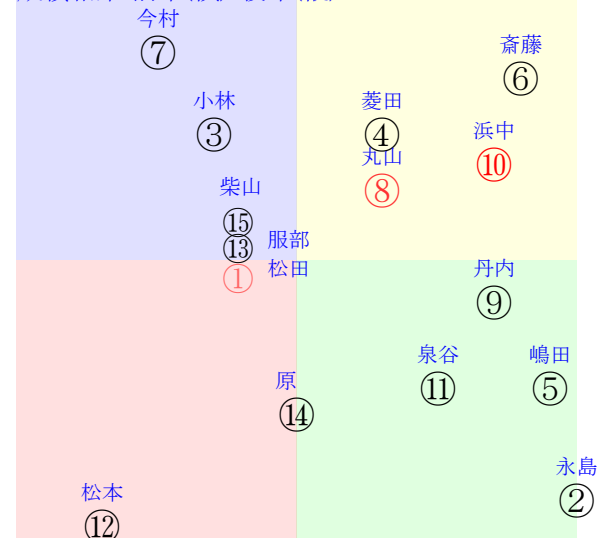 今村
⑦
斎藤
⑥
小林
③
菱田
④
浜中
⑩
丸山
⑧
柴山
⑮
服部
⑬
松田
①
丹内
⑨
泉谷
⑪
嶋田
⑤
原
⑭
永島
②
松本
⑫